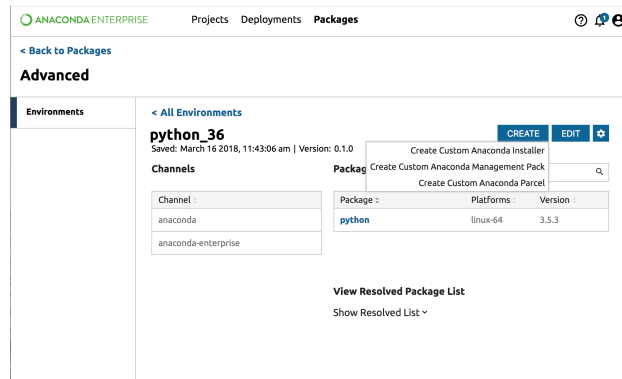 ANACONDA ENTERPRISE Projects Deployments Packages 1
< Back to Packages
Advanced
Environments
< All Environments
python_36
CREATE EDIT
Saved: March 16 2018, 11:43:06 am | Version: 0.1.0
Create Custom Anaconda Installer
Create Custom Anaconda Management Pack
Create Custom Anaconda Parcel
Channels
Packag
Channel
anaconda
anaconda-enterprise
Package Platforms Version
python linux-64 3.5.3
View Resolved Package List
Show Resolved List